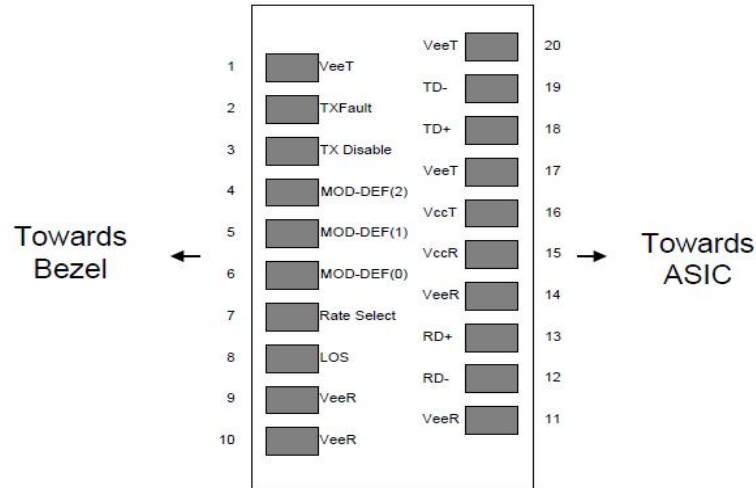 VeeT 20
1 VeeT
TD- 19
2 TXFault
TD+ 18
3 TX Disable
VeeT 17
4 MOD-DEF(2)
VccT 16
5 MOD-DEF(1)
Towards
Bezel
VccR 15
Towards
ASIC
6 MOD-DEF(0)
VeeR 14
7 Rate Select
RD+ 13
8 LOS
RD- 12
9 VeeR
VeeR 11
10 VeeR